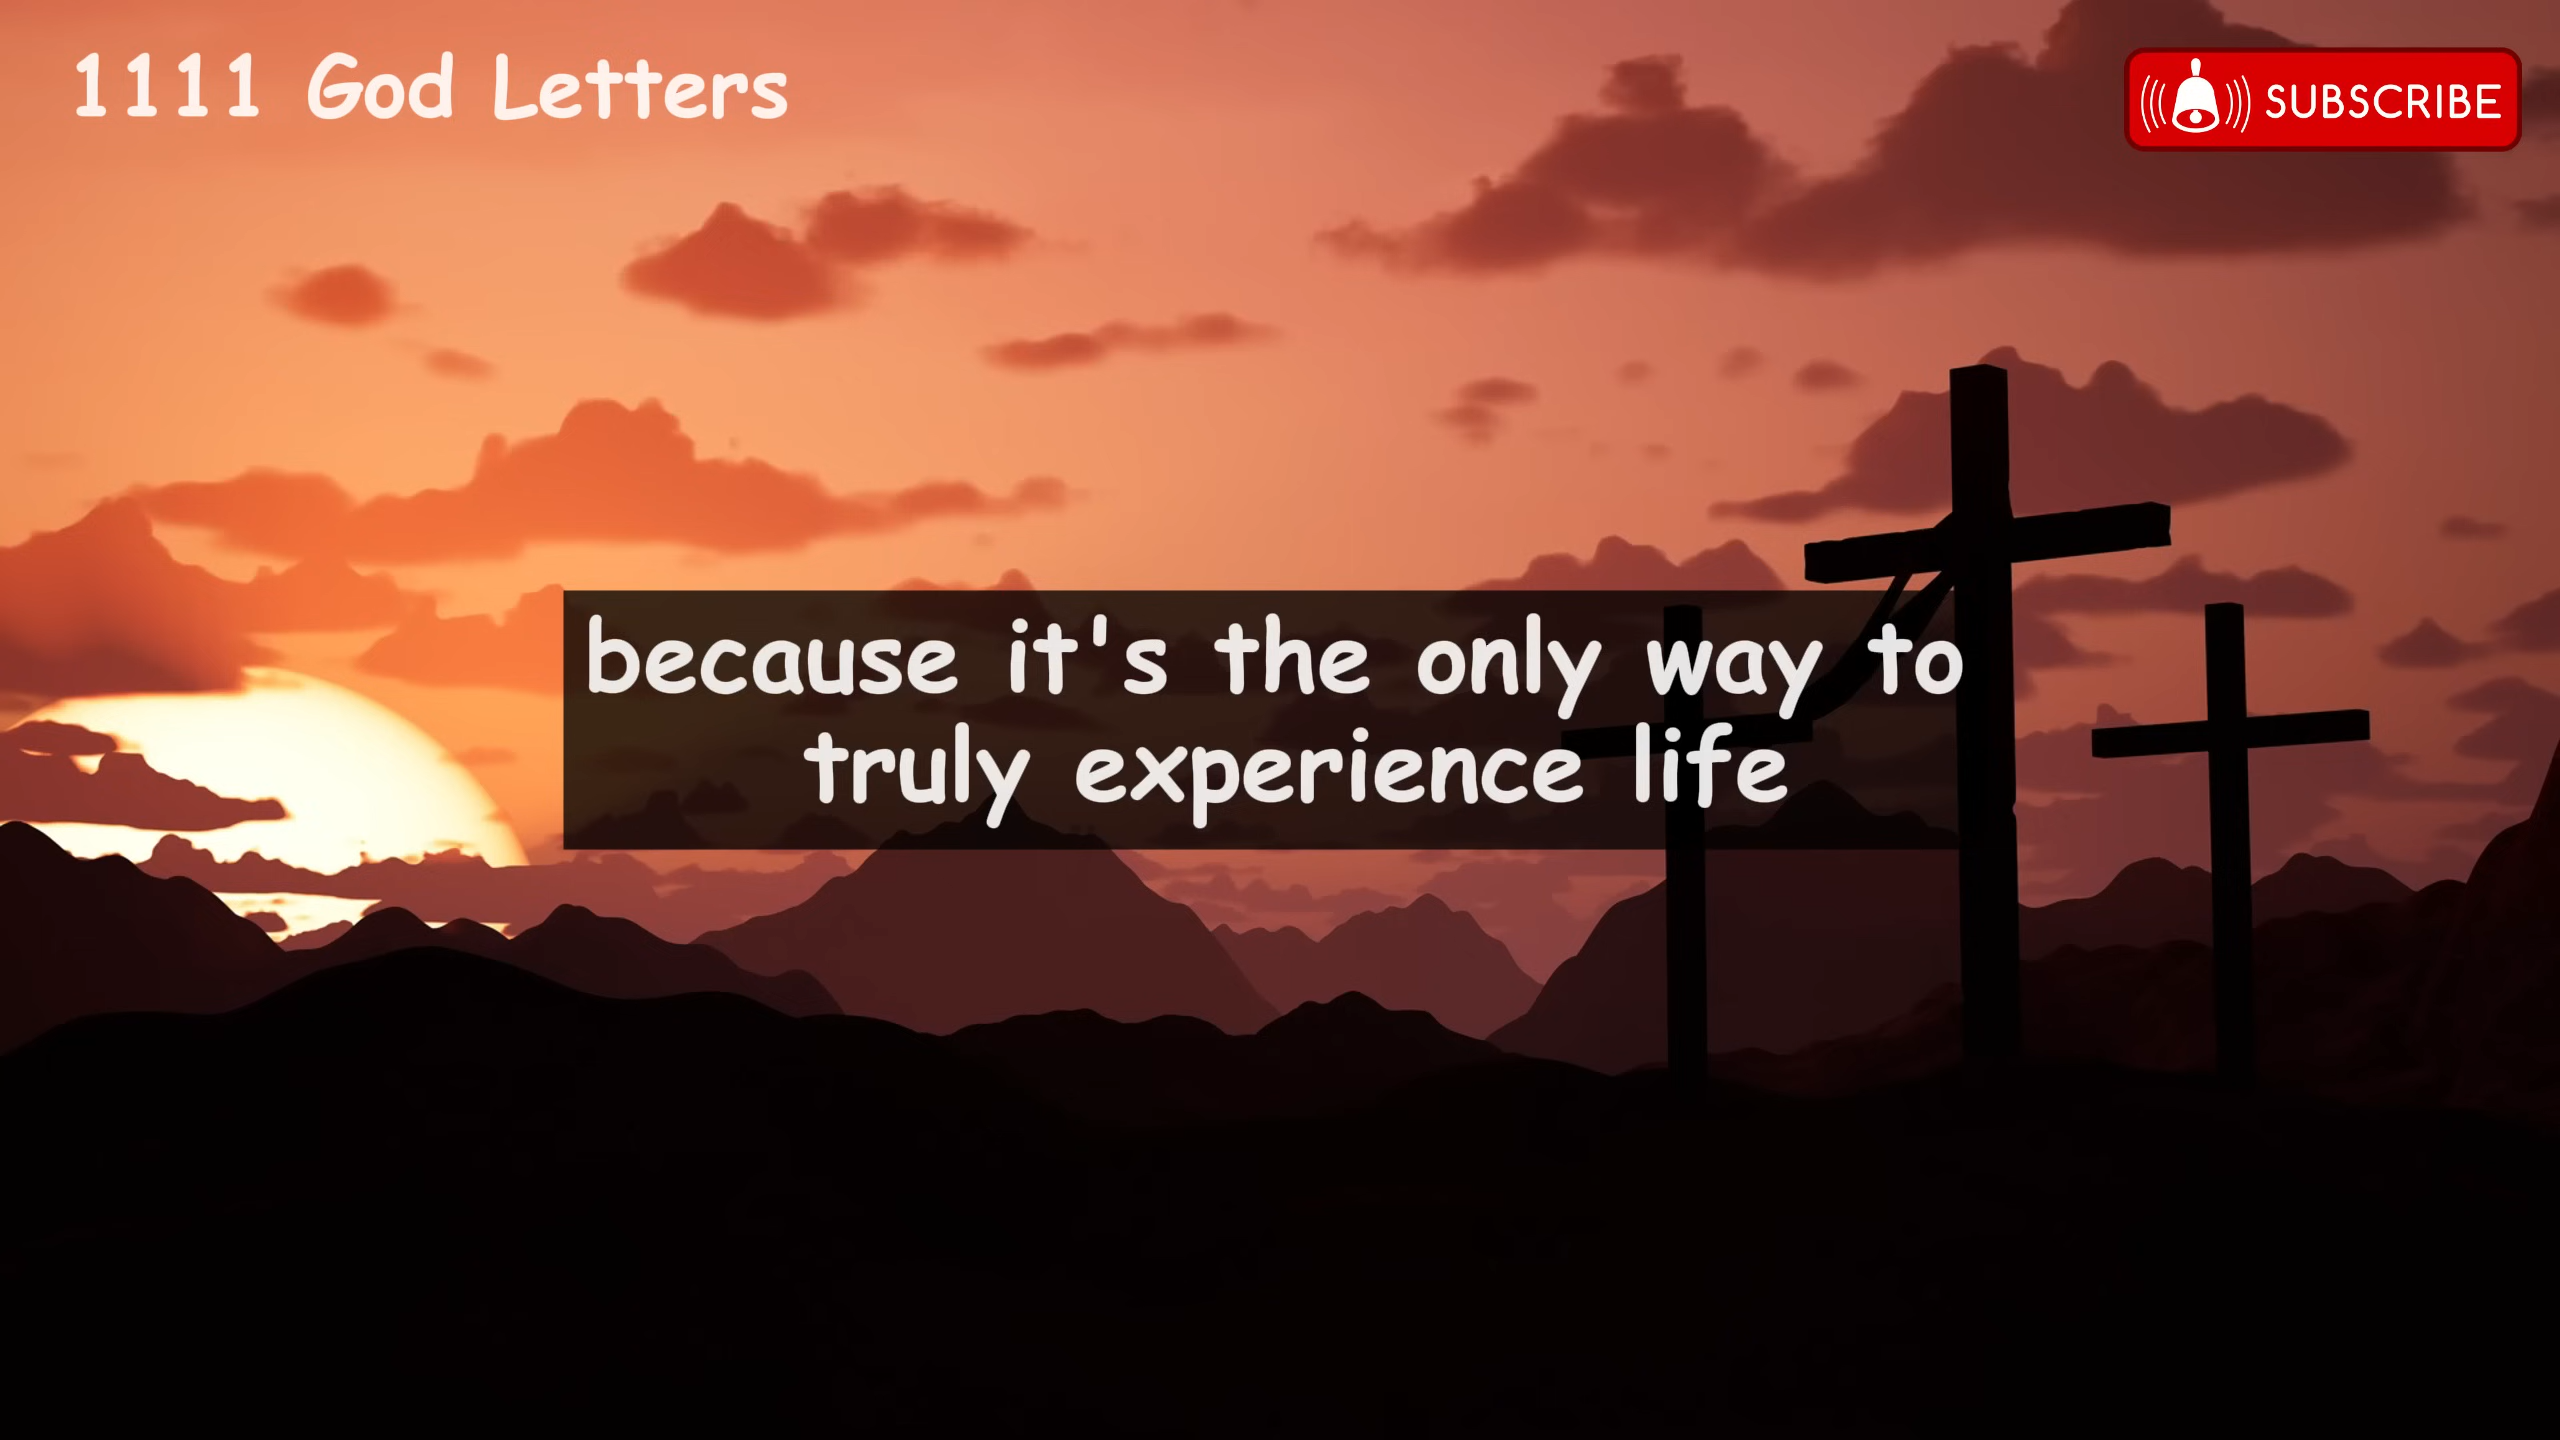 1111 God Letters
SUBSCRIBE
because it's the only way to
truly experience life